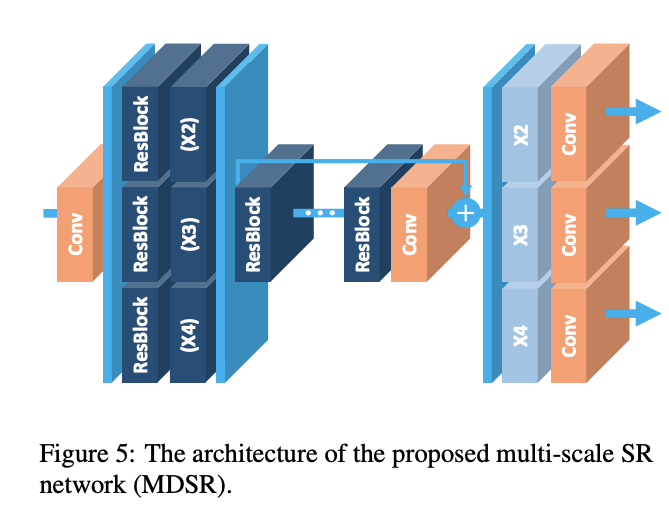 Conv
ResBlock
(X2)
ResBlock
(X3)
ResBlock
(X4)
ResBlock
ResBlock
Conv
X2
Conv
X3
Conv
X4
Conv
Figure 5: The architecture of the proposed multi-scale SR
network (MDSR).